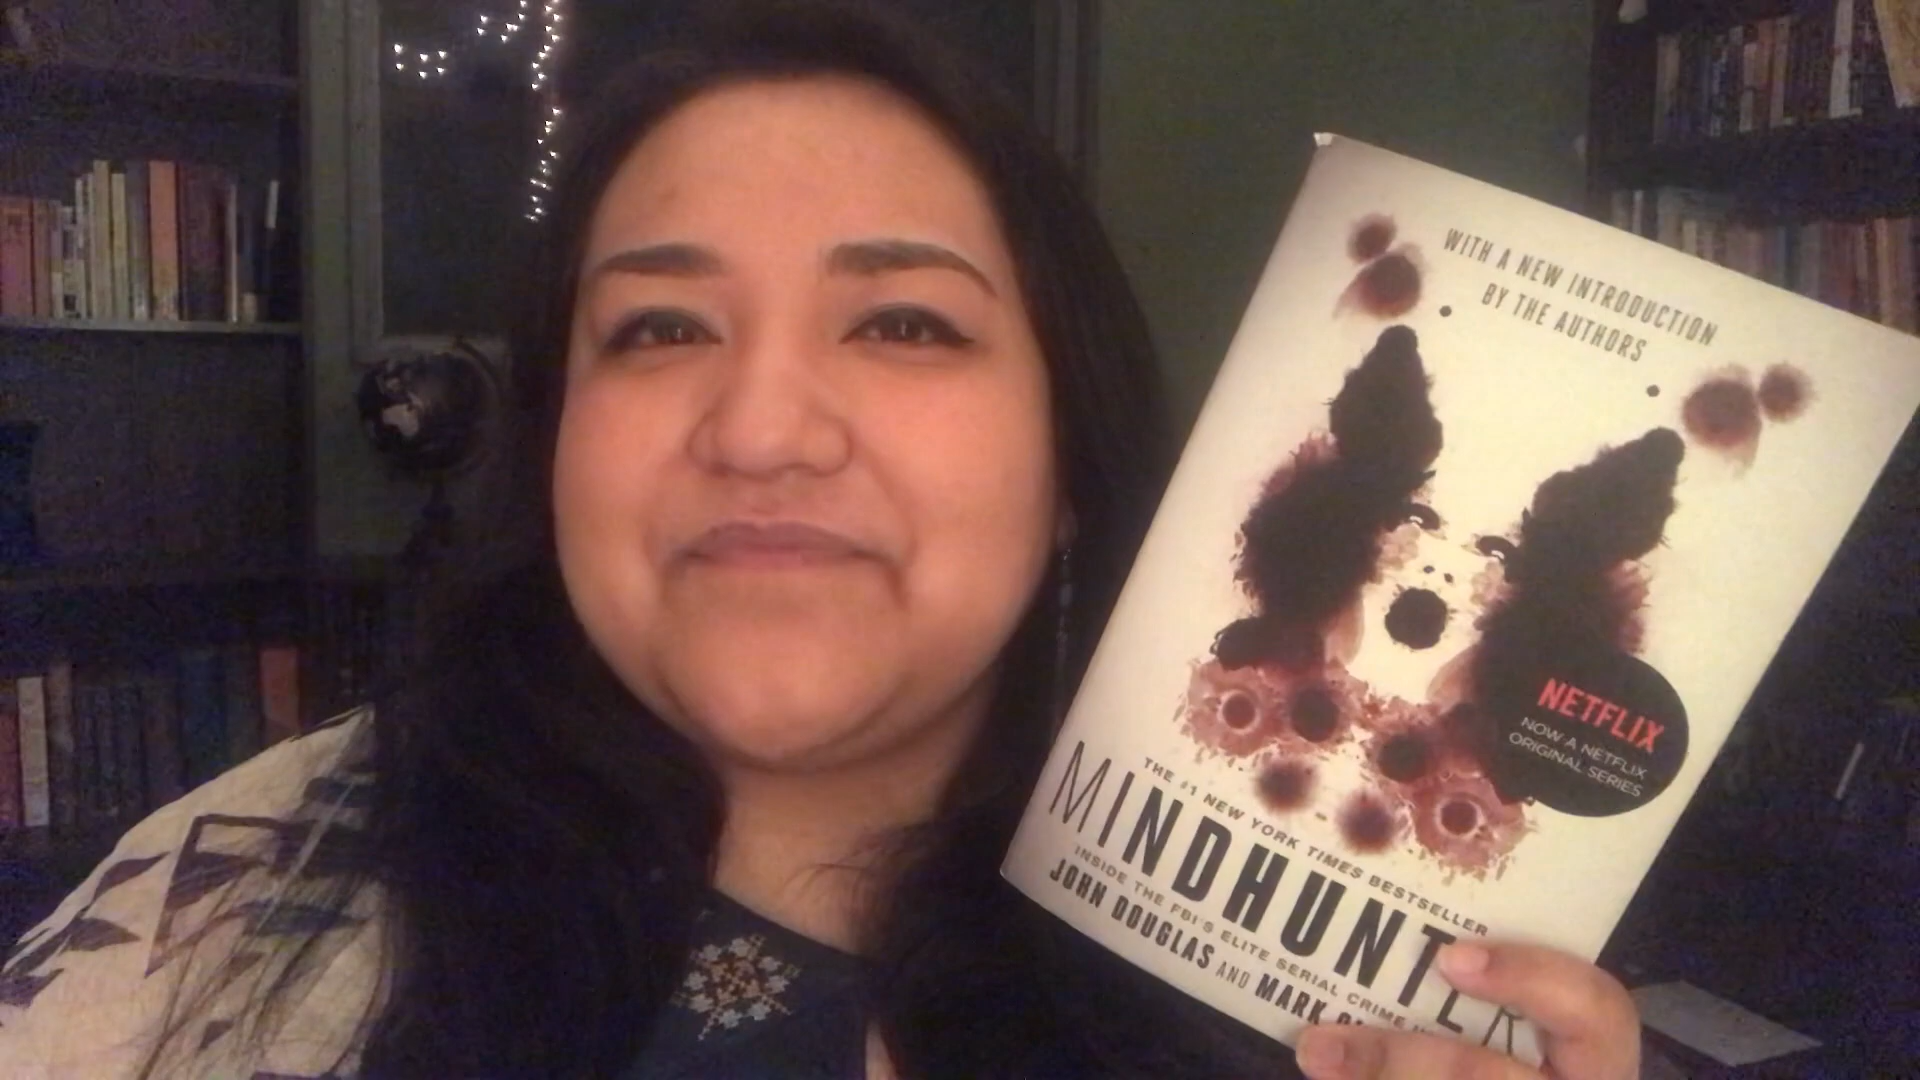 WITH A NEW INTRODUCTION
BY THE AUTHORS
NETFLIX
NOW A NETFLIX
ORIGINAL SERIES
THE #1 NEW YORK TIMES BESTSELLER
MINDHUNTER
INSIDE THE FBI'S ELITE SERIAL CRIME
JOHN DOUGLAS AND MARK